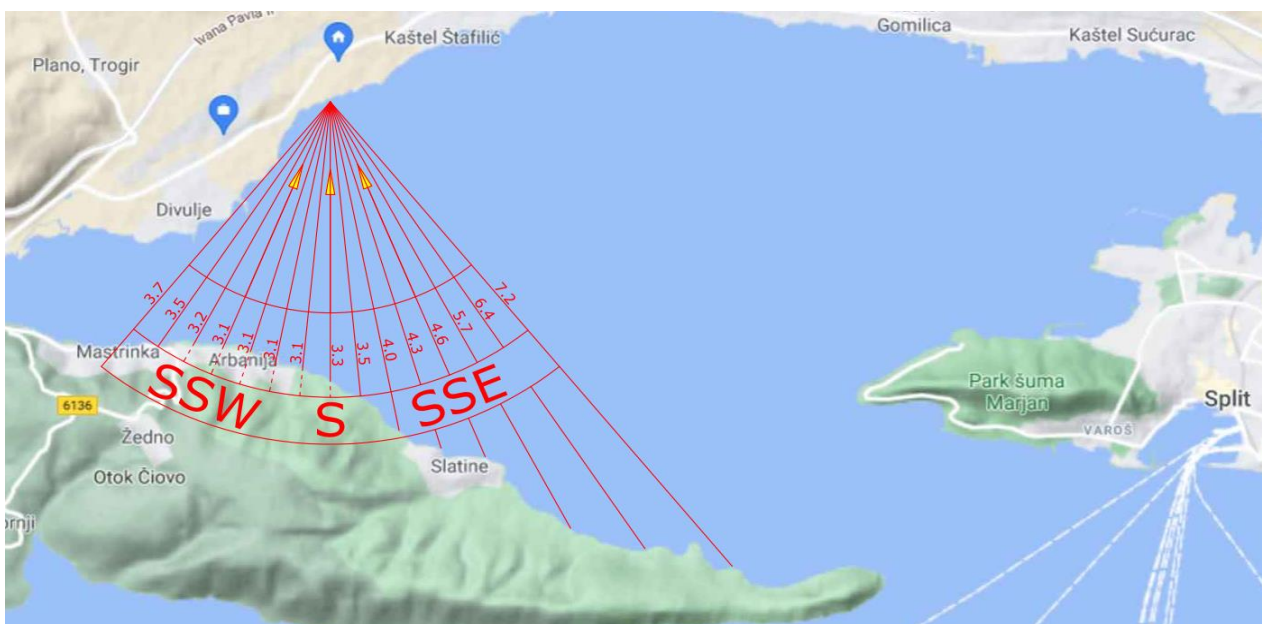 Ivana Pavla II
Kaštel Štafilić
Gomilica
Kaštel Sućurac
Plano, Trogir
Divulje
3.7
3.5
3.2
3.1
3.1
3.1
3.1
3.3
3.5
4.0
4.3
4.6
5.7
6.4
7.2
Mastrinka
Arbanija
SSW
S
SSE
6135
Žedno
Otok Čiovo
Slatine
Park šuma
Marjan
VAROŠ
Split
ornji